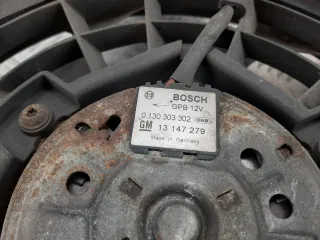 BOSCH
GPB 12V
0 130 303 302
GM 13 147 279
Made in Germany